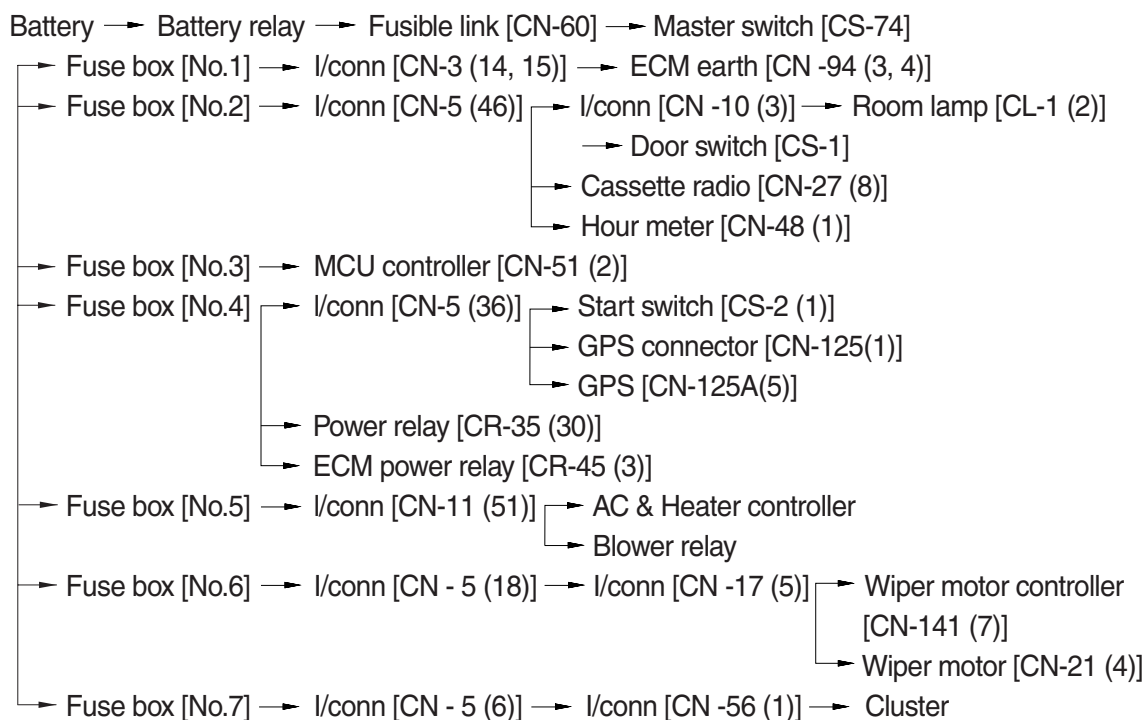 Battery → Battery relay → Fusible link [CN-60] → Master switch [CS-74]
→ Fuse box [No.1] → I/conn [CN-3 (14, 15)] → ECM earth [CN -94 (3, 4)]
→ Fuse box [No.2] → I/conn [CN-5 (46)] → I/conn [CN -10 (3)] → Room lamp [CL-1 (2)]
→ Door switch [CS-1]
→ Cassette radio [CN-27 (8)]
→ Hour meter [CN-48 (1)]
→ Fuse box [No.3] → MCU controller [CN-51 (2)]
→ Fuse box [No.4] → I/conn [CN-5 (36)] → Start switch [CS-2 (1)]
→ GPS connector [CN-125(1)]
→ GPS [CN-125A(5)]
→ Power relay [CR-35 (30)]
→ ECM power relay [CR-45 (3)]
→ Fuse box [No.5] → I/conn [CN-11 (51)] → AC & Heater controller
→ Blower relay
→ Fuse box [No.6] → I/conn [CN - 5 (18)] → I/conn [CN -17 (5)] → Wiper motor controller
[CN-141 (7)]
→ Wiper motor [CN-21 (4)]
→ Fuse box [No.7] → I/conn [CN - 5 (6)] → I/conn [CN -56 (1)] → Cluster